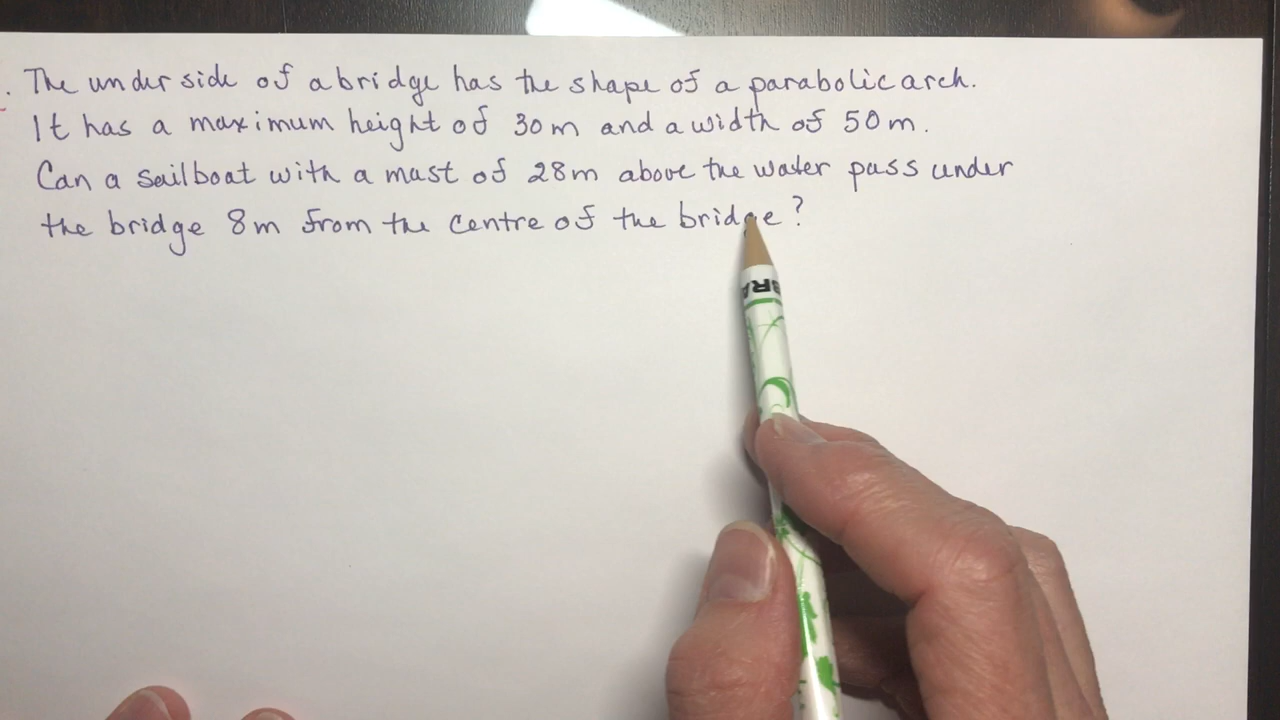 The underside of a bridge has the shape of a parabolic arch.
It has a maximum height of 30m and a width of 50m.
Can a sailboat with a mast of 28m above the water pass under
the bridge 8m from the centre of the bridge?
BRA